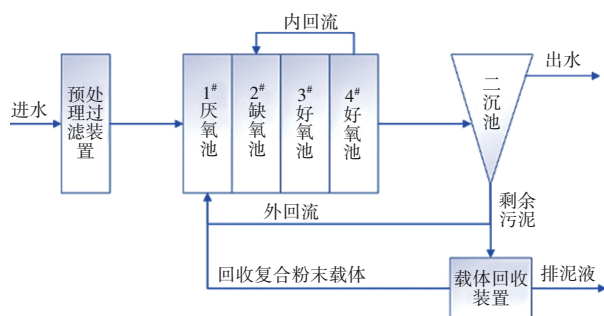 内回流
进水
预处
理过
滤装
置
1#
厌
氧
池
2#
缺
氧
池
3#
好
氧
池
4#
好
氧
池
二
沉
池
出水
外回流
剩余
污泥
回收复合粉末载体
载体回收
装置
排泥液